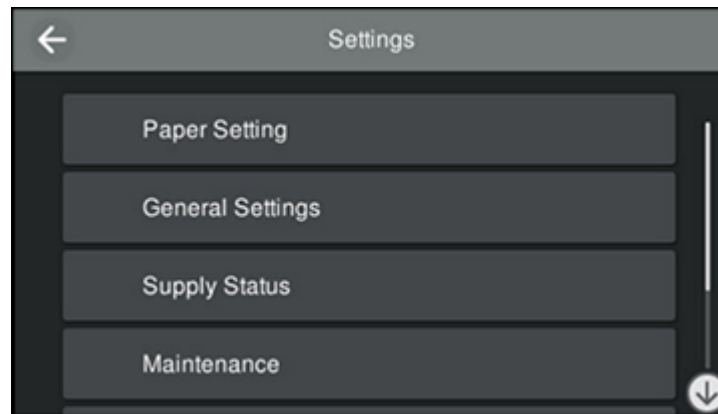 Settings
Paper Setting
General Settings
Supply Status
Maintenance